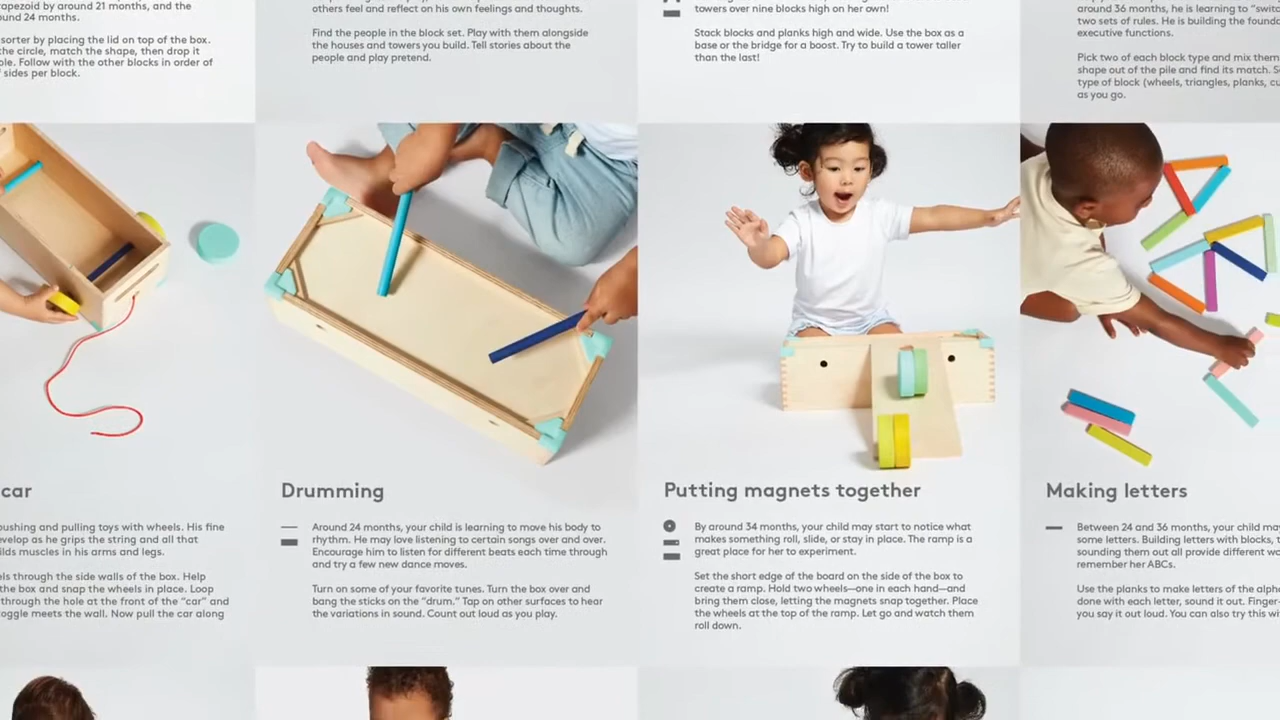 rapezoid by around 21 months, and the
und 24 months.
sorter by placing the lid on top of the box.
the circle, match the shape, then drop it
ole. Follow with the other blocks in order of
sides per block.
others feel and reflect on his own feelings and thoughts.
Find the people in the block set. Play with them alongside
the houses and towers you build. Tell stories about the
people and play pretend.
towers over nine blocks high on her own!
Stack blocks and planks high and wide. Use the box as a
base or the bridge for a boost. Try to build a tower taller
than the last!
around 36 months, he is learning to "switc
two sets of rules. He is building the founda
executive functions.
Pick two of each block type and mix them
shape out of the pile and find its match. S
type of block (wheels, triangles, planks, cu
as you go.
car
pushing and pulling toys with wheels. His fine
velop as he grips the string and all that
ilds muscles in his arms and legs.
els through the side walls of the box. Help
the box and snap the wheels in place. Loop
through the hole at the front of the "car" and
oggle meets the wall. Now pull the car along
Drumming
Around 24 months, your child is learning to move his body to
rhythm. He may love listening to certain songs over and over.
Encourage him to listen for different beats each time through
and try a few new dance moves.
Turn on some of your favorite tunes. Turn the box over and
bang the sticks on the "drum." Tap on other surfaces to hear
the variations in sound. Count out loud as you play.
Putting magnets together
By around 34 months, your child may start to notice what
makes something roll, slide, or stay in place. The ramp is a
great place for her to experiment.
Set the short edge of the board on the side of the box to
create a ramp. Hold two wheels—one in each hand—and
bring them close, letting the magnets snap together. Place
the wheels at the top of the ramp. Let go and watch them
roll down.
Making letters
Between 24 and 36 months, your child ma
some letters. Building letters with blocks, t
sounding them out all provide different wa
remember her ABCs.
Use the planks to make letters of the alpha
done with each letter, sound it out. Finger-
you say it out loud. You can also try this wi